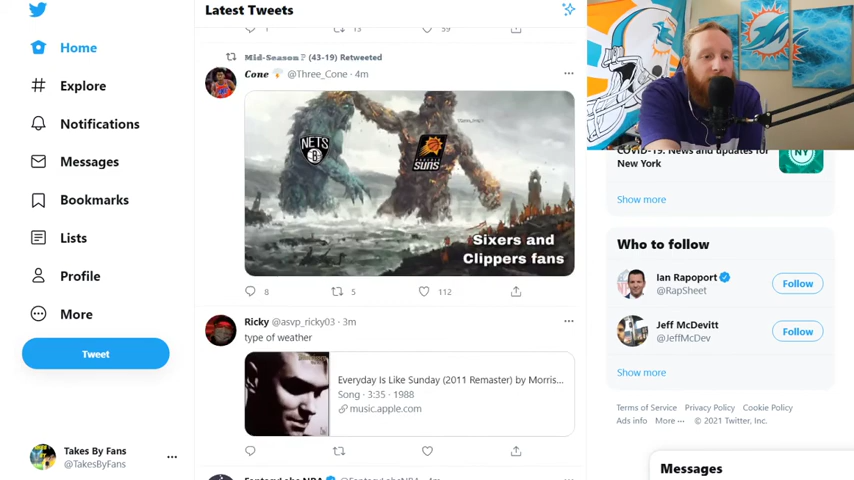 Latest Tweets
Home
Explore
Notifications
Messages
Bookmarks
Lists
Profile
More
Tweet
Takes By Fans
@TakesByFans
1
13
59
Mid-Season
(43-19) Retweeted
Cone
@Three_Cone · 4m
NETS
SUNS
Sixers and
Clippers fans
8
5
112
Ricky @asvp_ricky03 · 3m
type of weather
Everyday Is Like Sunday (2011 Remaster) by Morris...
Song · 3:35 · 1988
music.apple.com
COVID-19: News and updates for
New York
NY
Show more
Who to follow
Ian Rapoport
@RapSheet
Follow
Jeff McDevitt
@JeffMcDev
Follow
Show more
Terms of Service Privacy Policy Cookie Policy
Ads info More ··· © 2021 Twitter, Inc.
Messages